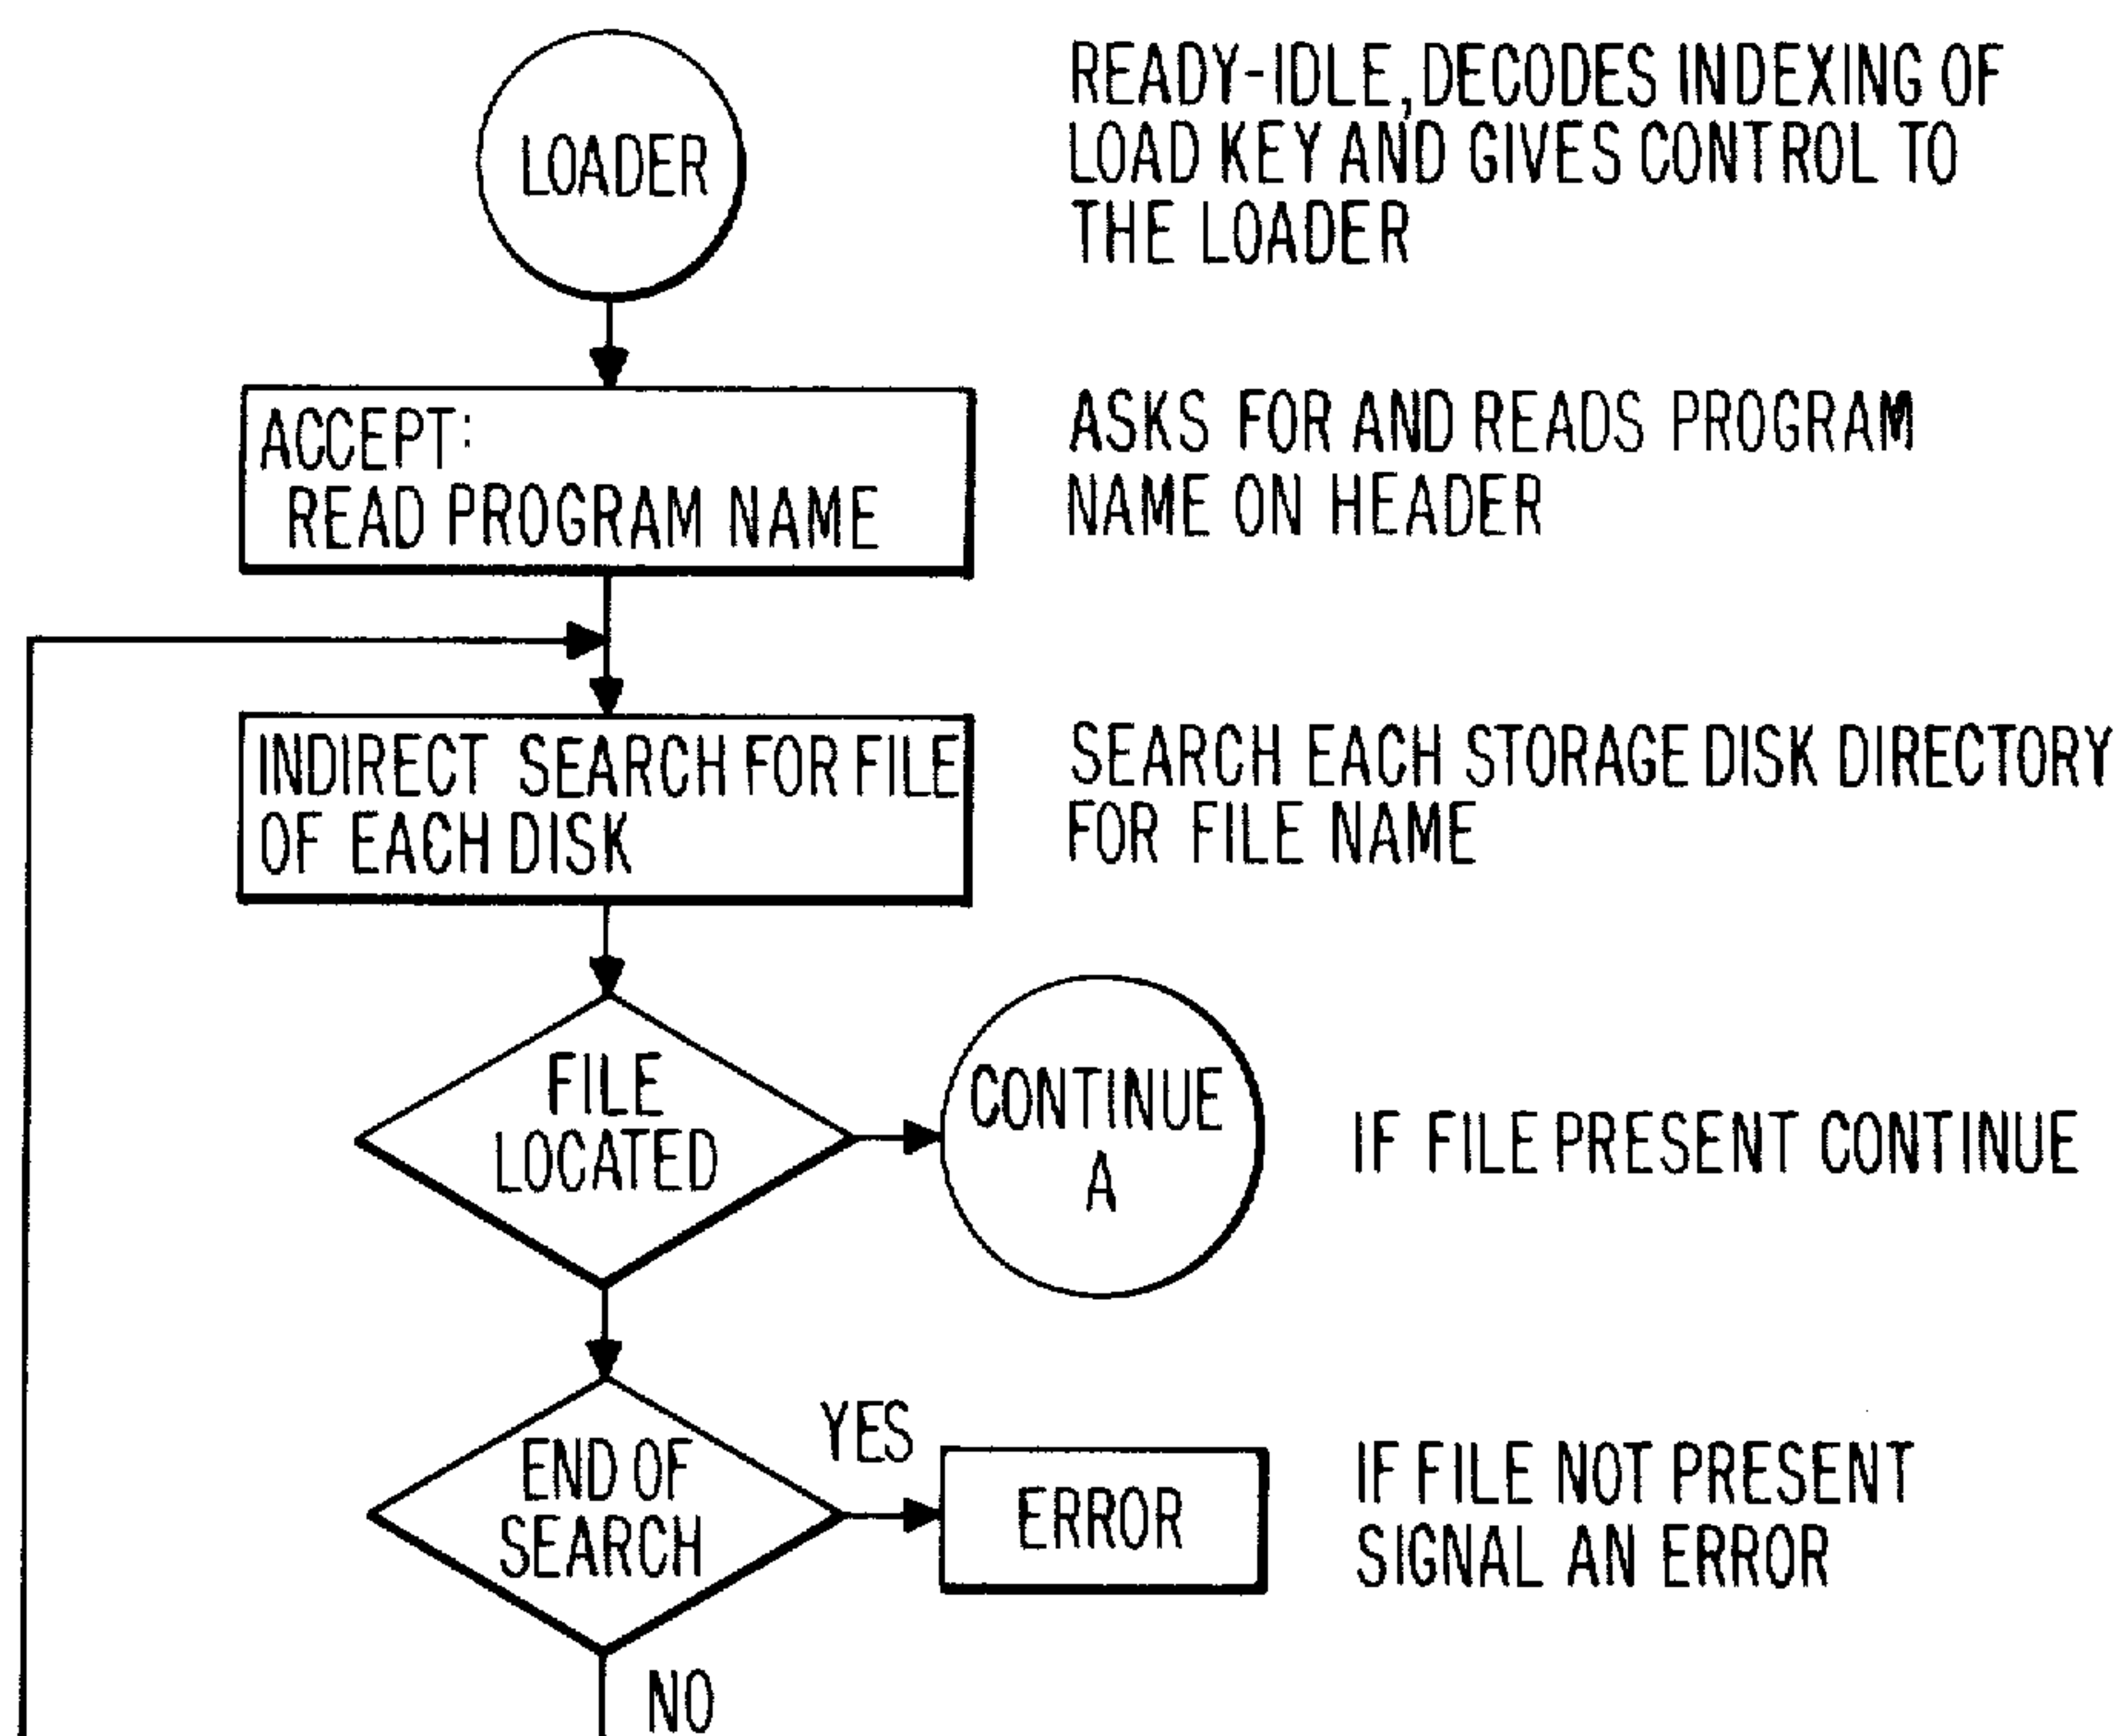 LOADER
READY-IDLE, DECODES INDEXING OF
LOAD KEY AND GIVES CONTROL TO
THE LOADER
ACCEPT:
READ PROGRAM NAME
ASKS FOR AND READS PROGRAM
NAME ON HEADER
INDIRECT SEARCH FOR FILE
OF EACH DISK
SEARCH EACH STORAGE DISK DIRECTORY
FOR FILE NAME
FILE
LOCATED
CONTINUE
A
IF FILE PRESENT CONTINUE
END OF
SEARCH
YES
ERROR
IF FILE NOT PRESENT
SIGNAL AN ERROR
NO